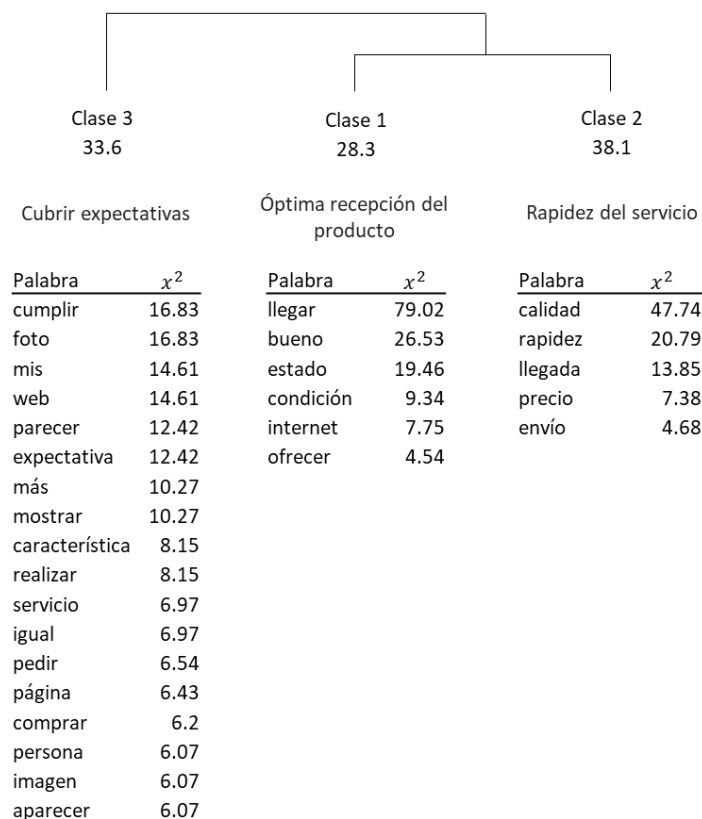 Clase 3
33.6
Cubrir expectativas
Palabra x²
cumplir 16.83
foto 16.83
mis 14.61
web 14.61
parecer 12.42
expectativa 12.42
más 10.27
mostrar 10.27
característica 8.15
realizar 8.15
servicio 6.97
igual 6.97
pedir 6.54
página 6.43
comprar 6.2
persona 6.07
imagen 6.07
aparecer 6.07
Clase 1
28.3
Óptima recepción del
producto
Palabra x²
llegar 79.02
bueno 26.53
estado 19.46
condición 9.34
internet 7.75
ofrecer 4.54
Clase 2
38.1
Rapidez del servicio
Palabra x²
calidad 47.74
rapidez 20.79
llegada 13.85
precio 7.38
envío 4.68